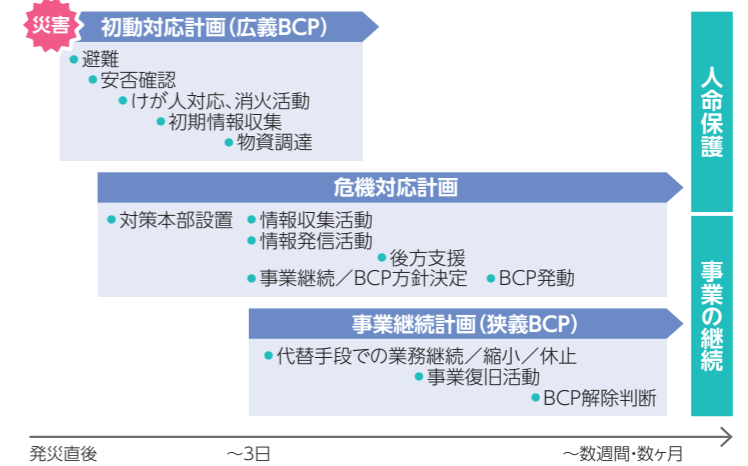 災害
初動対応計画(広義BCP)
●避難
●安否確認
●けが人対応、消火活動
●初期情報収集
●物資調達
人命保護
危機対応計画
●対策本部設置 ●情報収集活動
●情報発信活動
●後方支援
●事業継続/BCP方針決定 ●BCP発動
事業の継続
事業継続計画(狭義BCP)
●代替手段での業務継続/縮小/休止
●事業復旧活動
●BCP解除判断
発災直後 〜3日 〜数週間・数ヶ月